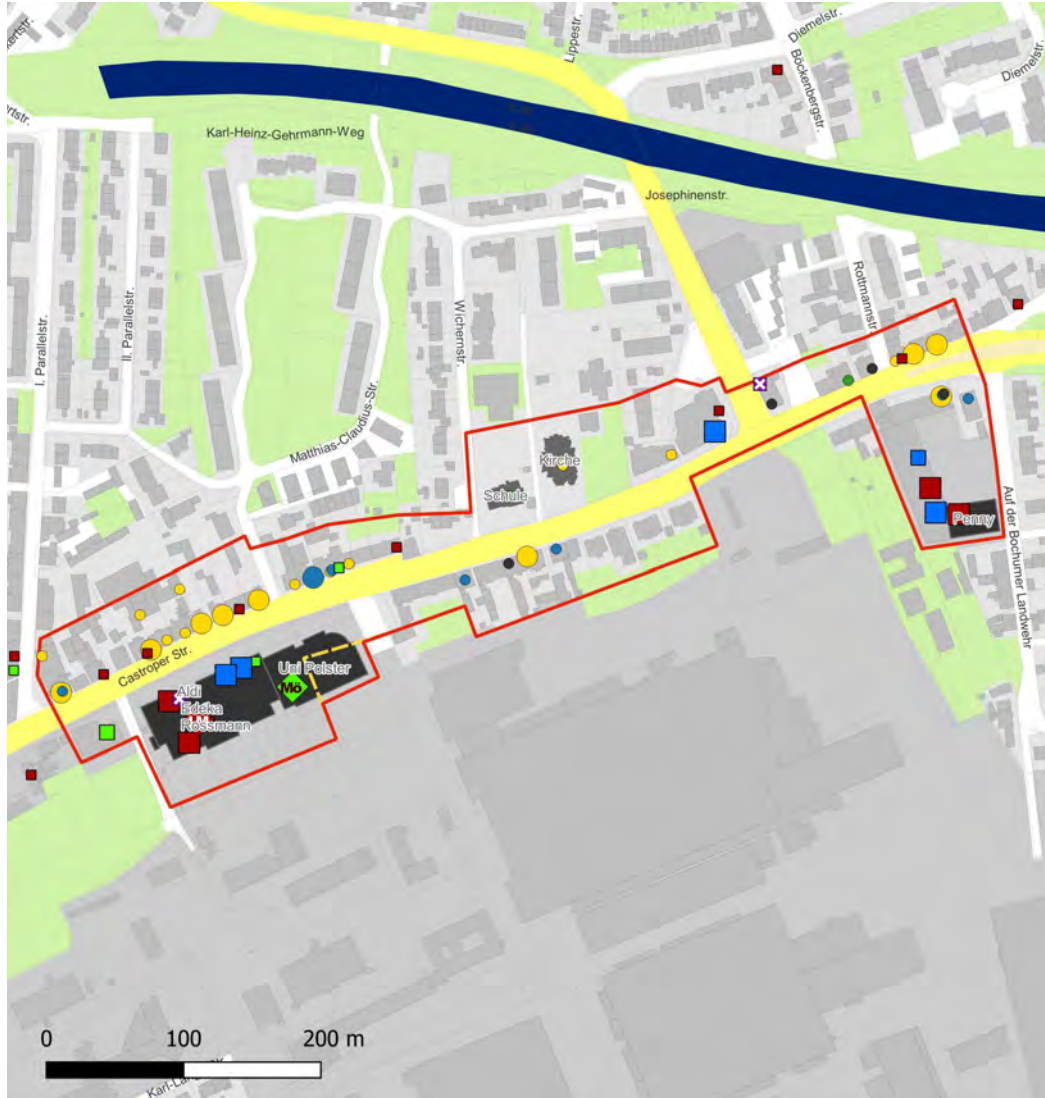 Lippestr.
Diemelstr.
Böckenbergstr.
Diemelstr.
Karl-Heinz-Gehrmann-Weg
Josephinenstr.
Rottmannstr.
I. Parallelstr.
II. Parallelstr.
Wichernstr.
Matthias-Claudius-Str.
Kirche
Schule
Penny
Auf der Bochumer Landwehr
Castroper Str.
Uni Polster
Mö
Aldi
Edeka
Rossmann
0 100 200 m